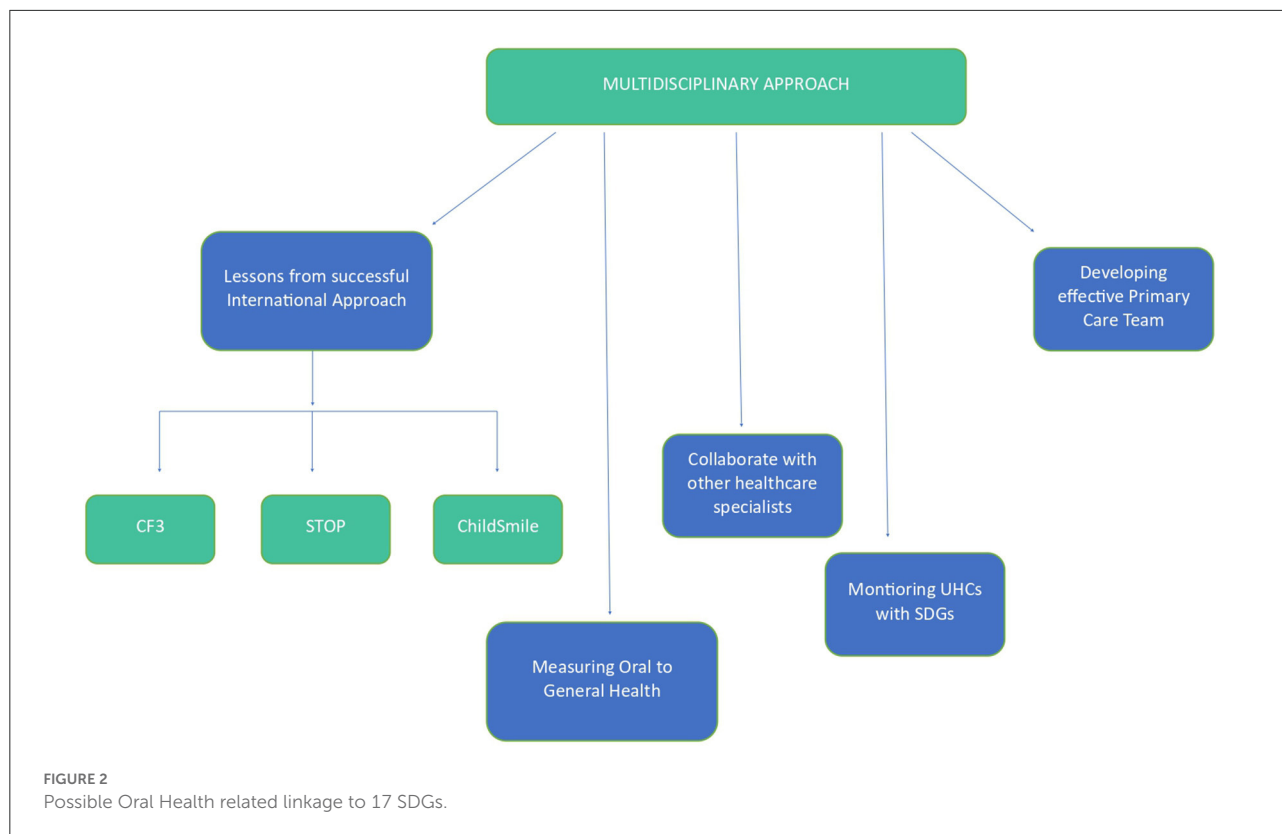 MULTIDISCIPLINARY APPROACH
Lessons from successful
International Approach
Developing
effective Primary
Care Team
Collaborate with
other healthcare
specialists
CF3
STOP
ChildSmile
Montioring UHCs
with SDGs
Measuring Oral to
General Health
FIGURE 2
Possible Oral Health related linkage to 17 SDGs.